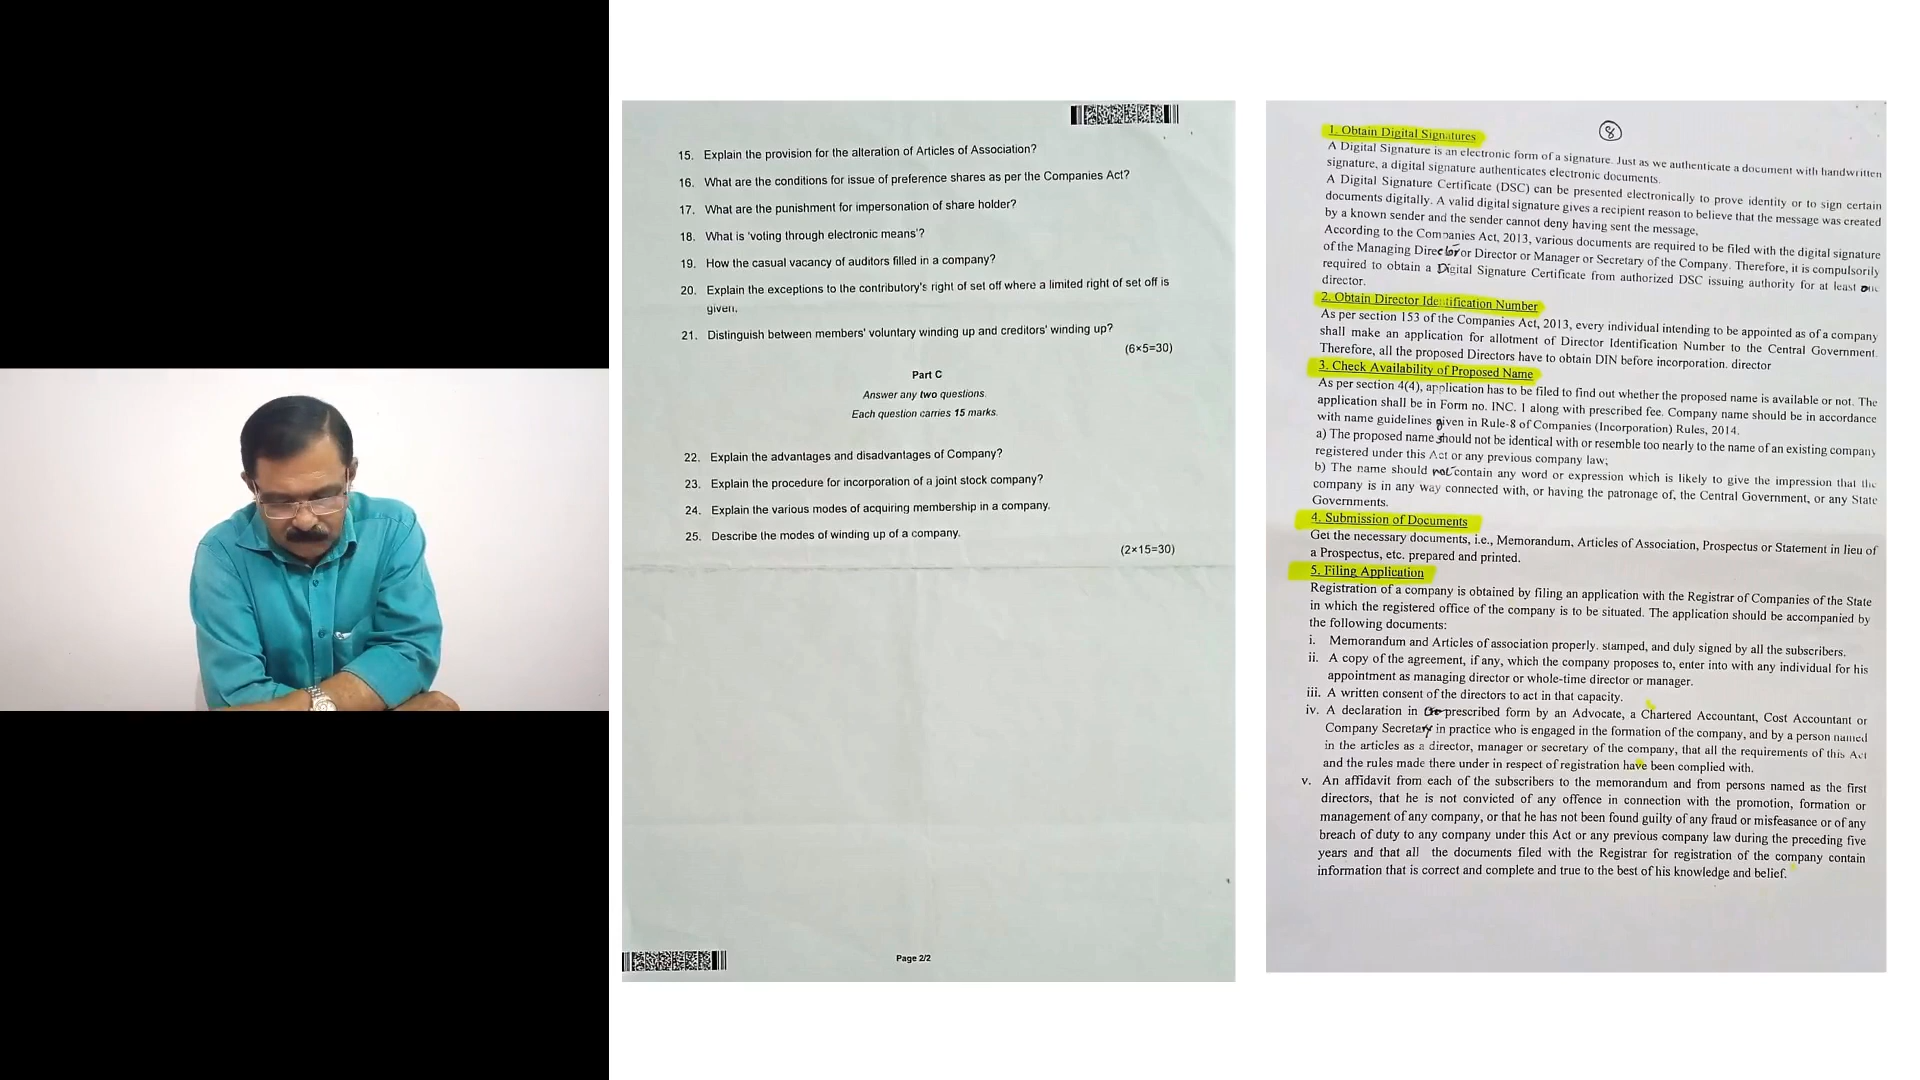 15. Explain the provision for the alteration of Articles of Association?
16. What are the conditions for issue of preference shares as per the Companies Act?
17. What are the punishment for impersonation of share holder?
18. What is 'voting through electronic means'?
19. How the casual vacancy of auditors filled in a company?
20. Explain the exceptions to the contributory's right of set off where a limited right of set off is
given.
21. Distinguish between members' voluntary winding up and creditors' winding up?
(6×5=30)
Part C
Answer any two questions.
Each question carries 15 marks.
22. Explain the advantages and disadvantages of Company?
23. Explain the procedure for incorporation of a joint stock company?
24. Explain the various modes of acquiring membership in a company.
25. Describe the modes of winding up of a company.
(2×15=30)
Page 2/2
8
1. Obtain Digital Signatures
A Digital Signature is an electronic form of a signature. Just as we authenticate a document with handwritten
signature, a digital signature authenticates electronic documents.
A Digital Signature Certificate (DSC) can be presented electronically to prove identity or to sign certain
documents digitally. A valid digital signature gives a recipient reason to believe that the message was created
by a known sender and the sender cannot deny having sent the message,
According to the Companies Act, 2013, various documents are required to be filed with the digital signature
of the Managing Director or Director or Manager or Secretary of the Company. Therefore, it is compulsorily
required to obtain a Digital Signature Certificate from authorized DSC issuing authority for at least one
director.
2. Obtain Director Identification Number
As per section 153 of the Companies Act, 2013, every individual intending to be appointed as of a company
shall make an application for allotment of Director Identification Number to the Central Government.
Therefore, all the proposed Directors have to obtain DIN before incorporation. director
3. Check Availability of Proposed Name
As per section 4(4), application has to be filed to find out whether the proposed name is available or not. The
application shall be in Form no. INC. 1 along with prescribed fee. Company name should be in accordance
with name guidelines given in Rule-8 of Companies (Incorporation) Rules, 2014.
a) The proposed name should not be identical with or resemble too nearly to the name of an existing company
registered under this Act or any previous company law;
b) The name should not contain any word or expression which is likely to give the impression that the
company is in any way connected with, or having the patronage of, the Central Government, or any State
Governments.
4. Submission of Documents
Get the necessary documents, i.e., Memorandum, Articles of Association, Prospectus or Statement in lieu of
a Prospectus, etc. prepared and printed.
5. Filing Application
Registration of a company is obtained by filing an application with the Registrar of Companies of the State
in which the registered office of the company is to be situated. The application should be accompanied by
the following documents:
i. Memorandum and Articles of association properly. stamped, and duly signed by all the subscribers.
ii. A copy of the agreement, if any, which the company proposes to, enter into with any individual for his
appointment as managing director or whole-time director or manager.
iii. A written consent of the directors to act in that capacity.
iv. A declaration in prescribed form by an Advocate, a Chartered Accountant, Cost Accountant or
Company Secretary in practice who is engaged in the formation of the company, and by a person named
in the articles as a director, manager or secretary of the company, that all the requirements of this Act
and the rules made there under in respect of registration have been complied with.
v. An affidavit from each of the subscribers to the memorandum and from persons named as the first
directors, that he is not convicted of any offence in connection with the promotion, formation or
management of any company, or that he has not been found guilty of any fraud or misfeasance or of any
breach of duty to any company under this Act or any previous company law during the preceding five
years and that all the documents filed with the Registrar for registration of the company contain
information that is correct and complete and true to the best of his knowledge and belief.